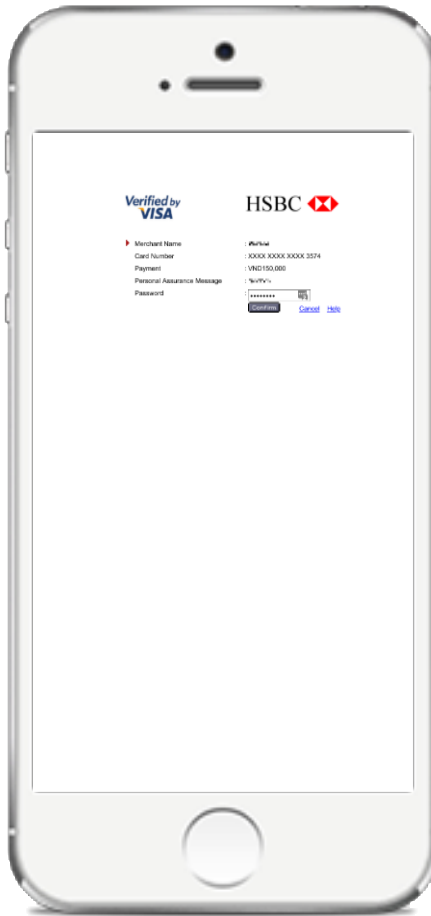 Verified by
VISA
HSBC
Merchant Name :
Card Number : XXXX XXXX XXXX 3574
Payment : VND150,000
Personal Assurance Message :
Password : ••••••••
Confirm Cancel Help